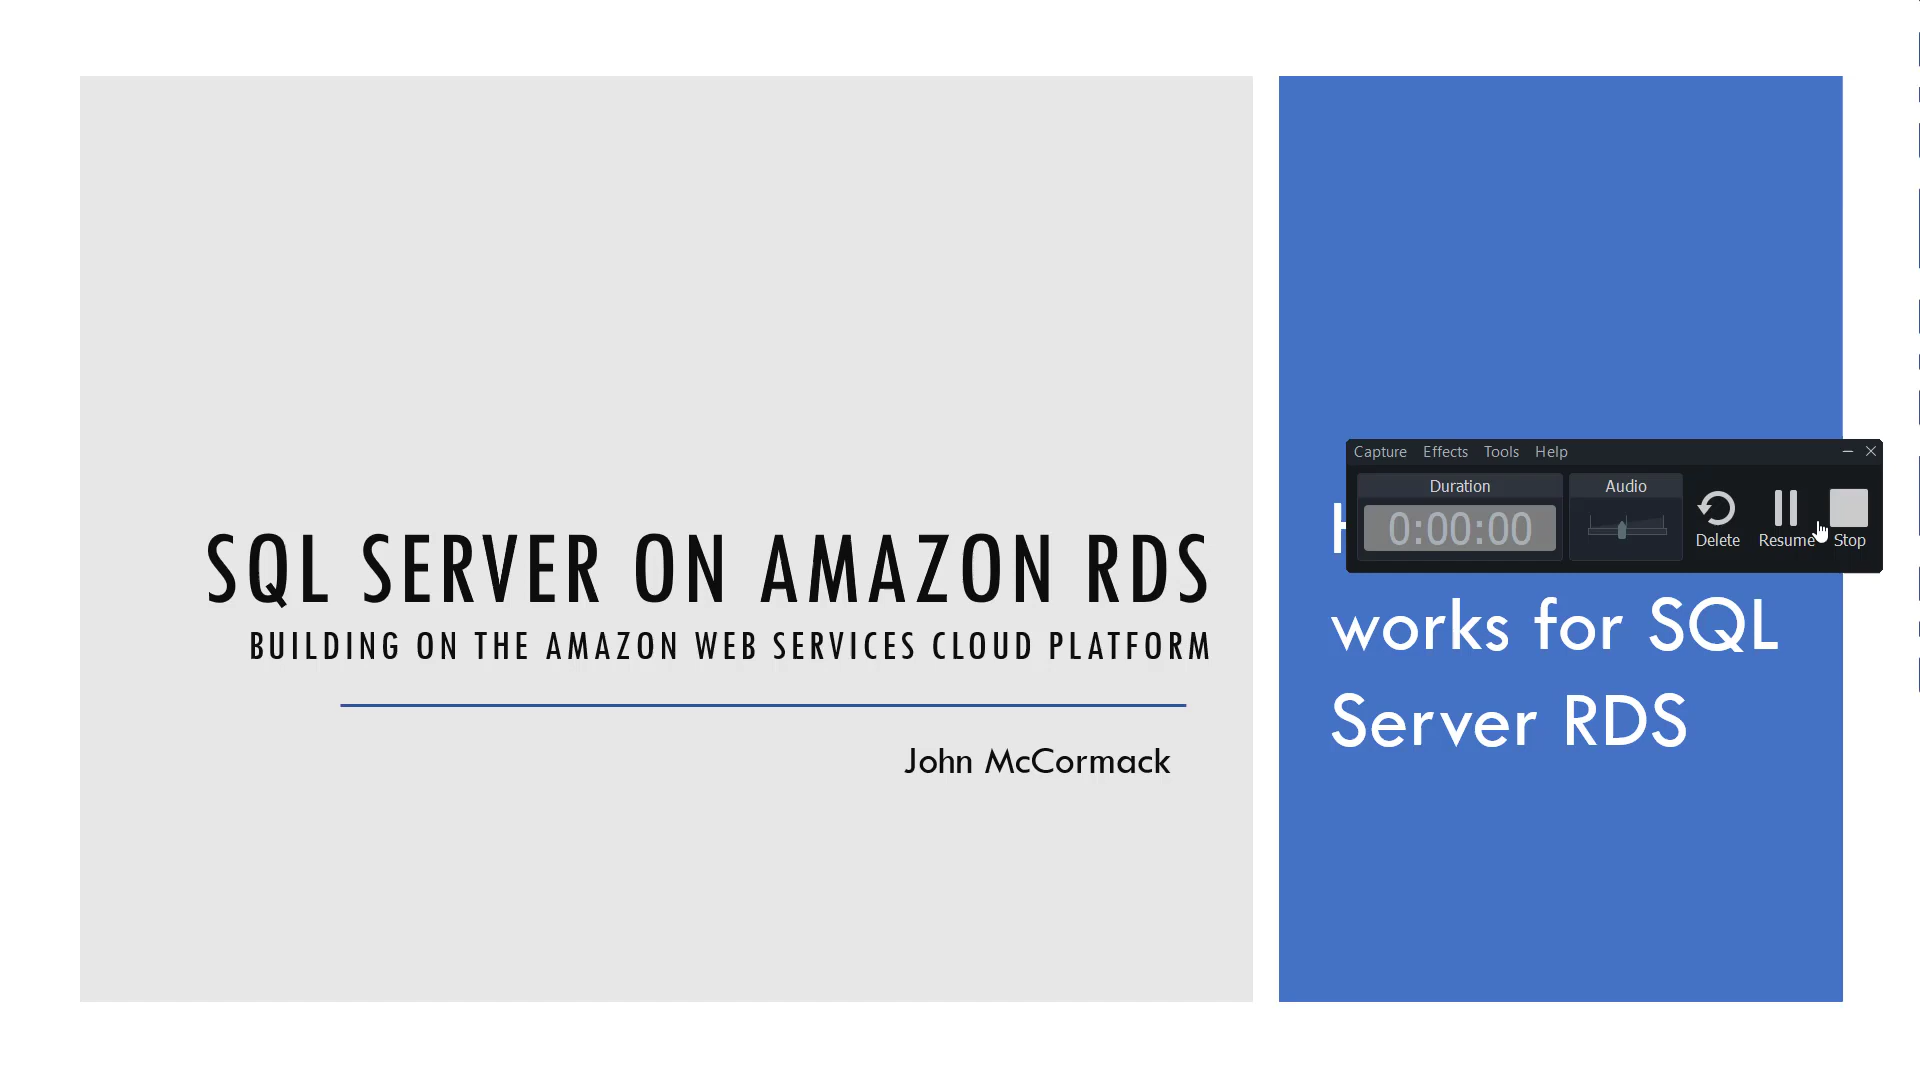 SQL SERVER ON AMAZON RDS
BUILDING ON THE AMAZON WEB SERVICES CLOUD PLATFORM
John McCormack
works for SQL
Server RDS
Capture Effects Tools Help
Duration
Audio
0:00:00
Delete Resume Stop